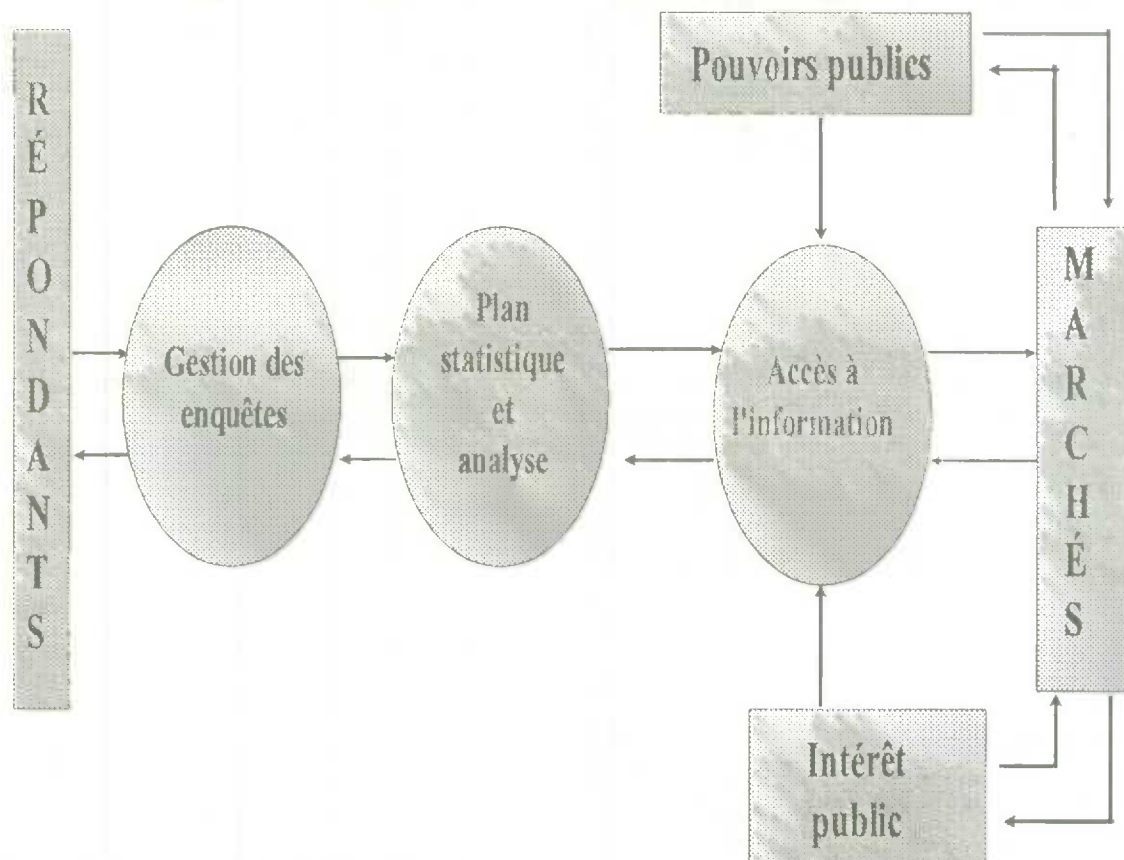 RÉPONDANTS
Pouvoirs publics
Gestion des
enquêtes
Plan
statistique
et
analyse
Accès à
l'information
MARCHÉS
Intérêt
public